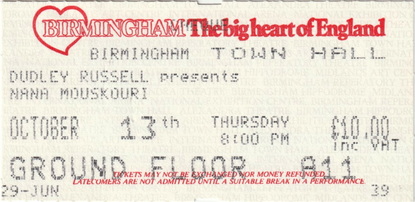 BIRMINGHAM The big heart of England
BIRMINGHAM TOWN HALL
DUDLEY RUSSELL presents
NANA MOUSKOURI
OCTOBER 13th THURSDAY £10.00
8:00 PM inc VAT
GROUND FLOOR A11
TICKETS MAY NOT BE EXCHANGED NOR MONEY REFUNDED
LATECOMERS ARE NOT ADMITTED UNTIL A SUITABLE BREAK IN A PERFORMANCE.
29-JUN 39